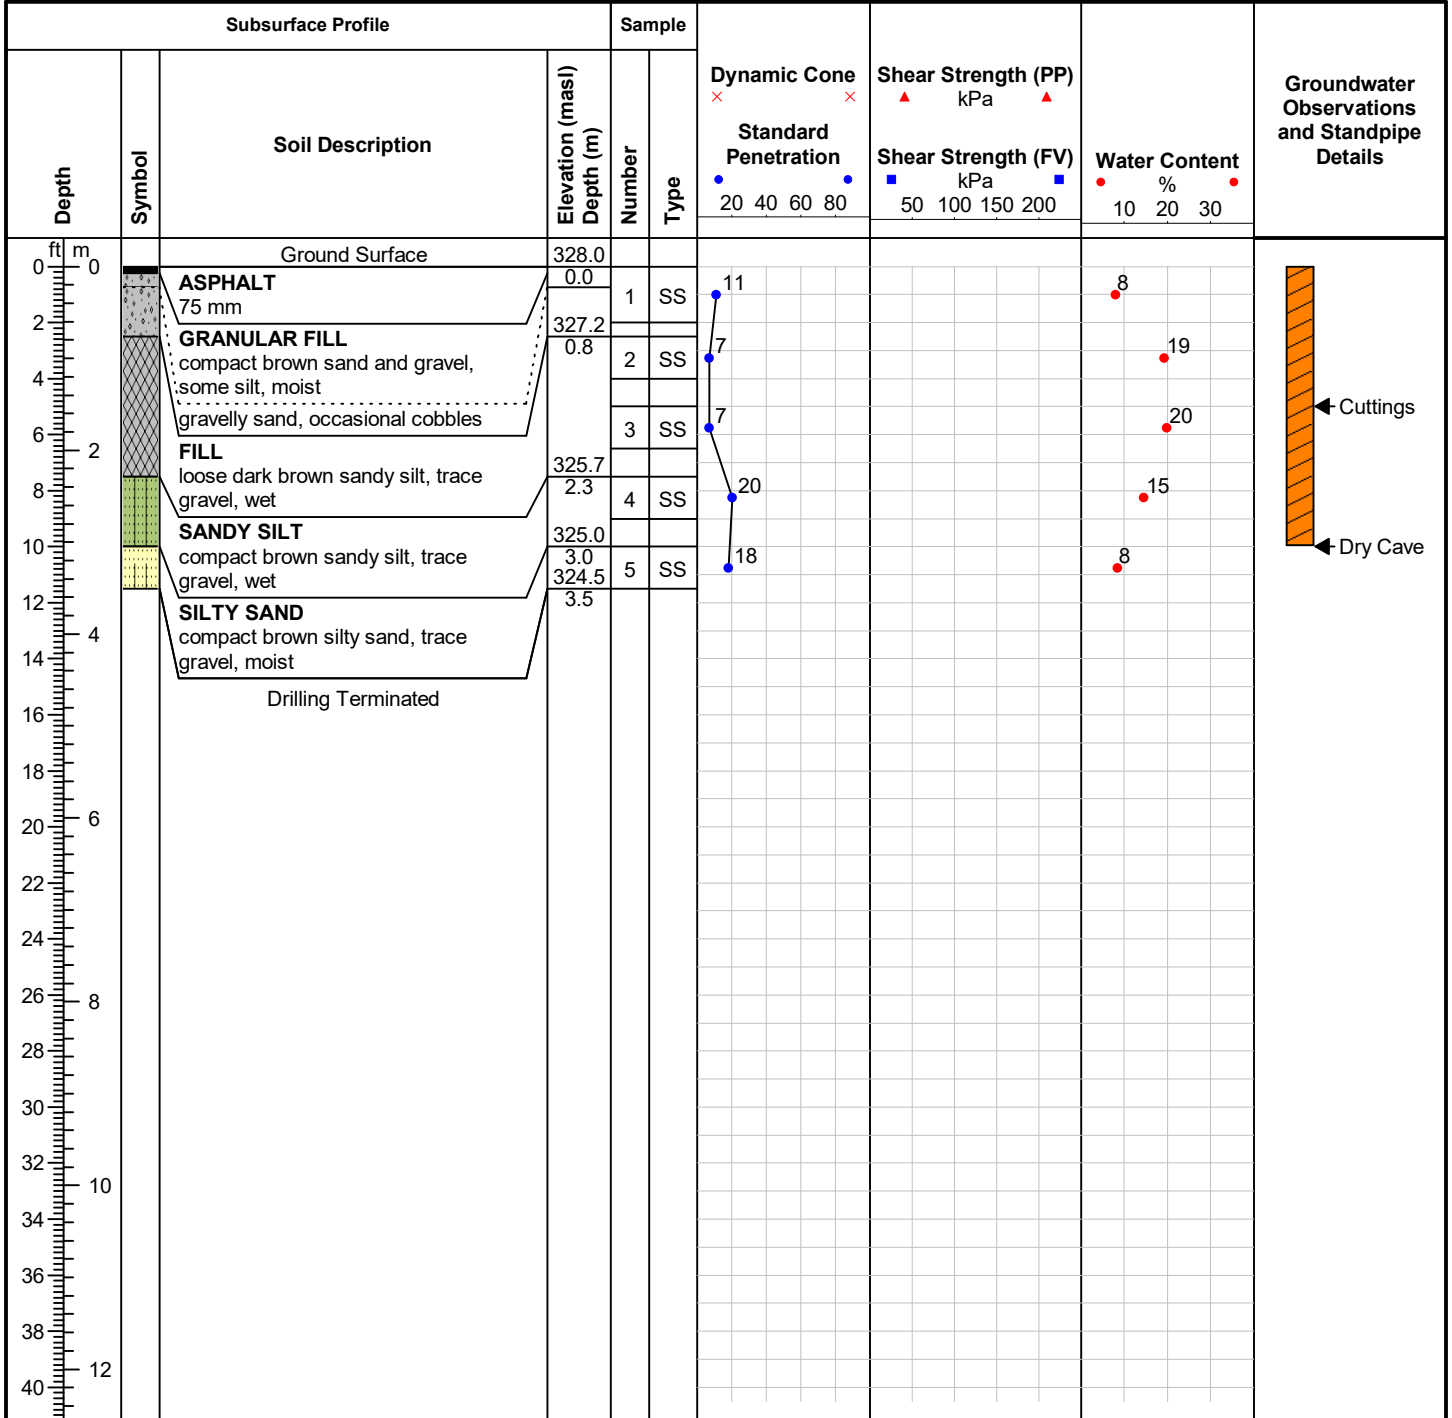 Subsurface Profile
Sample
Depth
Symbol
Soil Description
Elevation (masl)
Depth (m)
Number
Type
Dynamic Cone
Standard
Penetration
20 40 60 80
Shear Strength (PP)
kPa
Shear Strength (FV)
kPa
50 100 150 200
Water Content
%
10 20 30
Groundwater
Observations
and Standpipe
Details
ft m
Ground Surface
328.0
0 0
ASPHALT
75 mm
0.0
1 SS
11
8
2
327.2
GRANULAR FILL
compact brown sand and gravel,
some silt, moist
0.8
2 SS
7
19
4
gravelly sand, occasional cobbles
Cuttings
6
3 SS
7
20
2
FILL
loose dark brown sandy silt, trace
gravel, wet
325.7
2.3
8
4 SS
20
15
SANDY SILT
compact brown sandy silt, trace
gravel, wet
325.0
10
Dry Cave
3.0
324.5
5 SS
18
8
3.5
12
SILTY SAND
compact brown silty sand, trace
gravel, moist
4
14
Drilling Terminated
16
18
6
20
22
24
26
8
28
30
32
10
34
36
38
12
40